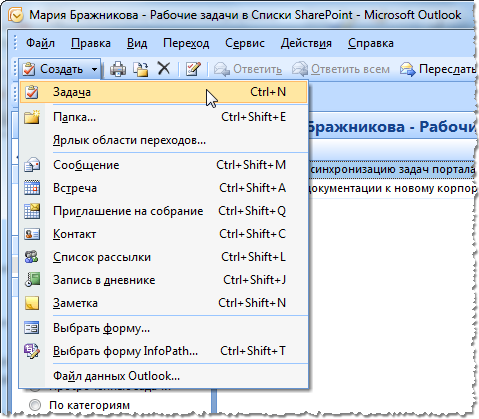 Мария Бражникова - Рабочие задачи в Списки SharePoint - Microsoft Outlook
Файл Правка Вид Переход Сервис Действия Справка
Создать Ответить Ответить всем
Задача Ctrl+N
Папка... Ctrl+Shift+E
Бражникова -
Ярлык области переходов...
Сообщение Ctrl+Shift+M
синхронизацию задач портала
Встреча Ctrl+Shift+A
документации к новому
Приглашение на собрание Ctrl+Shift+Q
Контакт Ctrl+Shift+C
Список рассылки Ctrl+Shift+L
Запись в дневнике Ctrl+Shift+J
Заметка Ctrl+Shift+N
Выбрать форму...
Выбрать форму InfoPath... Ctrl+Shift+T
Файл данных Outlook...
По категориям